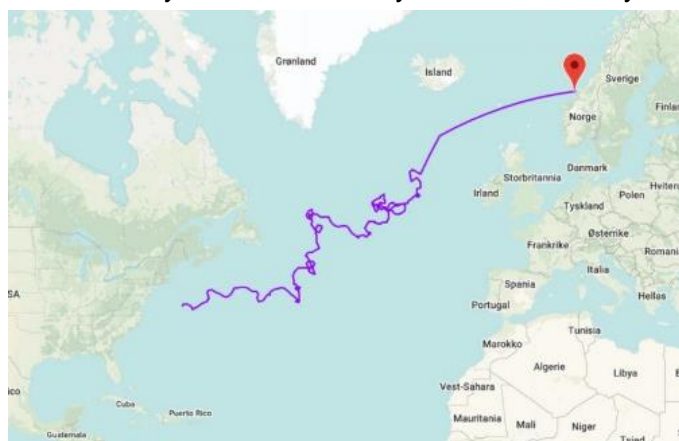 Grønland
Island
Sverige
Finlan
Norge
Danmark
Storbritannia
Irland
Hviter
Polen
Tyskland
Østerrike
Frankrike
Romani
Italia
SA
Spania
Hellas
Portugal
Tunisia
Marokko
Algerie
Libya
Vest-Sahara
ico
Cuba
Puerto Rico
Mauritania
Mali
Niger
Guatemala